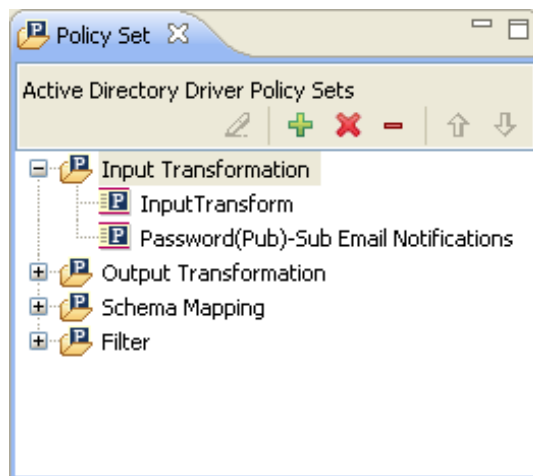 Policy Set
Active Directory Driver Policy Sets
Input Transformation
InputTransform
Password(Pub)-Sub Email Notifications
Output Transformation
Schema Mapping
Filter